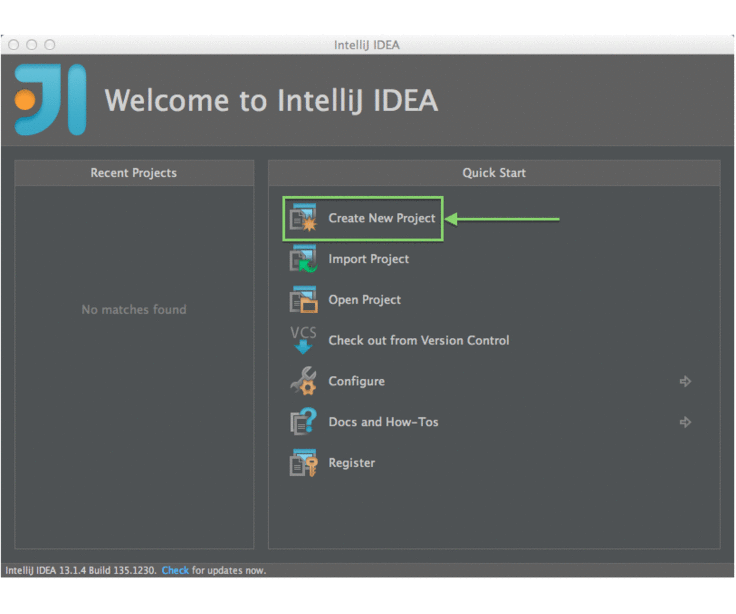 IntelliJ IDEA
Welcome to IntelliJ IDEA
Recent Projects
No matches found
Quick Start
Create New Project
Import Project
Open Project
VCS
Check out from Version Control
Configure
Docs and How-Tos
Register
IntelliJ IDEA 13.1.4 Build 135.1230. Check for updates now.